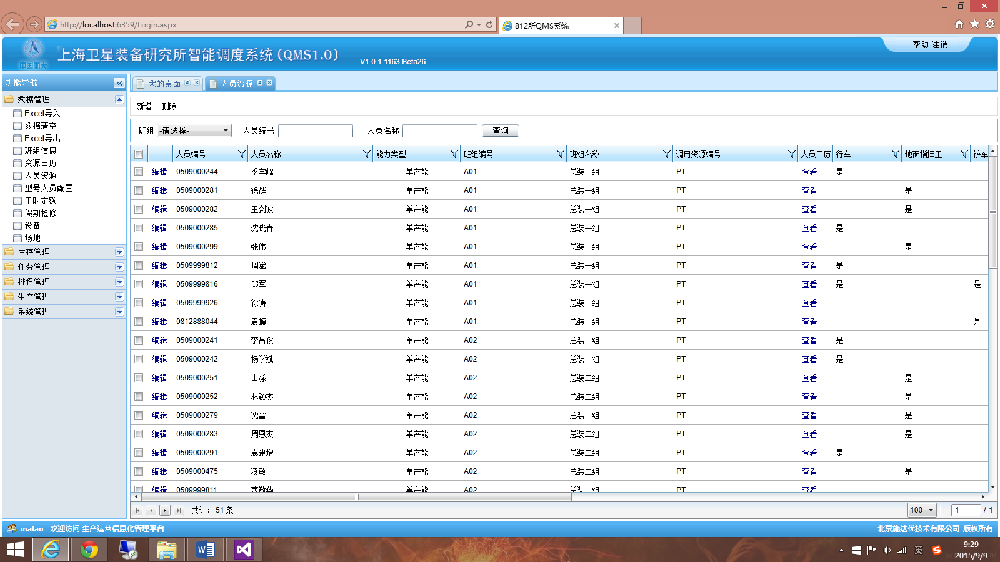 http://localhost:6359/Login.aspx
812所QMS系统
中国航天
上海卫星装备研究所智能调度系统(QMS1.0)
V1.0.1.1163 Beta26
帮助 注销
功能导航
数据管理
Excel导入
数据清空
Excel导出
班组信息
资源日历
人员资源
型号人员配置
工时定额
假期检修
设备
场地
库存管理
任务管理
排程管理
生产管理
系统管理
我的桌面 人员资源
新增 删除
班组 -请选择- 人员编号 人员名称 查询
人员编号 人员名称 能力类型 班组编号 班组名称 调用资源编号 人员日历 行车 地面指挥工 铲车
编辑 0509000244 季宇峰 单产能 A01 总装一组 PT 查看 是
编辑 0509000281 徐辉 单产能 A01 总装一组 PT 查看 是
编辑 0509000282 王剑波 单产能 A01 总装一组 PT 查看 是
编辑 0509000285 沈晓青 单产能 A01 总装一组 PT 查看 是
编辑 0509000299 张伟 单产能 A01 总装一组 PT 查看 是
编辑 0509999812 周斌 单产能 A01 总装一组 PT 查看 是
编辑 0509999816 邱军 单产能 A01 总装一组 PT 查看 是 是
编辑 0509999926 徐涛 单产能 A01 总装一组 PT 查看
编辑 0812888044 袁頔 单产能 A01 总装一组 PT 查看 是
编辑 0509000241 李昌俊 单产能 A02 总装二组 PT 查看 是
编辑 0509000242 杨学斌 单产能 A02 总装二组 PT 查看 是
编辑 0509000251 山淼 单产能 A02 总装二组 PT 查看 是
编辑 0509000252 林颖杰 单产能 A02 总装二组 PT 查看 是
编辑 0509000279 沈雷 单产能 A02 总装二组 PT 查看 是
编辑 0509000283 周恩杰 单产能 A02 总装二组 PT 查看 是
编辑 0509000291 袁建增 单产能 A02 总装二组 PT 查看 是
编辑 0509000475 凌敏 单产能 A02 总装二组 PT 查看 是
编辑 0509999811 曹敬华 单产能 A02 总装二组 PT 查看
共计： 51 条 100 1 / 1
malao 欢迎访问 生产运营信息化管理平台 北京施达优技术有限公司 版权所有
英
9:29
2015/9/9